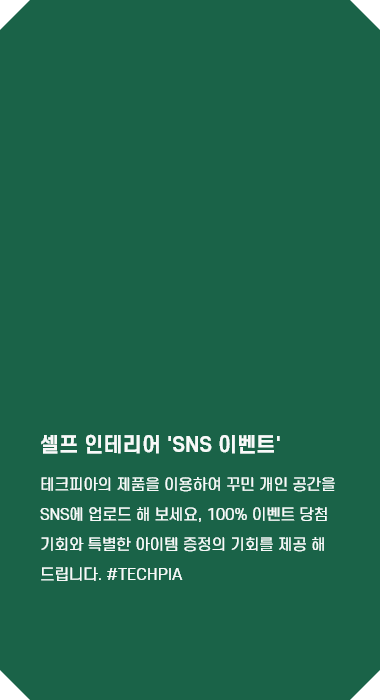 셀프 인테리어 'SNS 이벤트'
테크피아의 제품을 이용하여 꾸민 개인 공간을
SNS에 업로드 해 보세요, 100% 이벤트 당첨
기회와 특별한 아이템 증정의 기회를 제공 해
드립니다. #TECHPIA